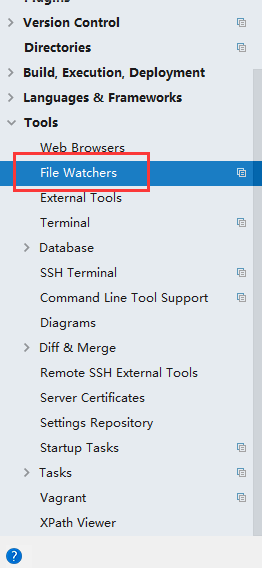 Version Control
Directories
Build, Execution, Deployment
Languages & Frameworks
Tools
Web Browsers
File Watchers
External Tools
Terminal
Database
SSH Terminal
Command Line Tool Support
Diagrams
Diff & Merge
Remote SSH External Tools
Server Certificates
Settings Repository
Startup Tasks
Tasks
Vagrant
XPath Viewer
?